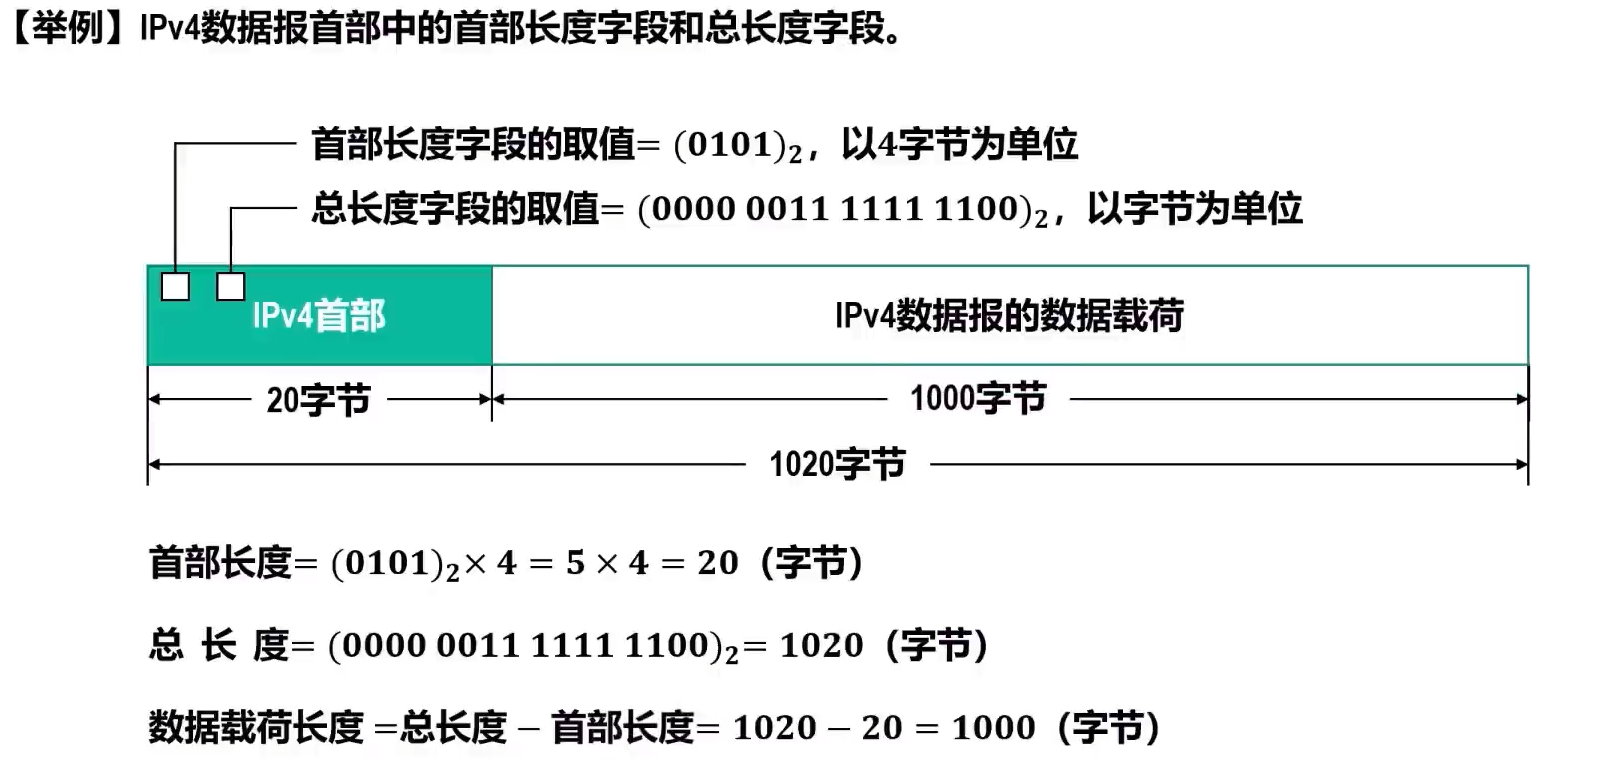 【举例】IPv4数据报首部中的首部长度字段和总长度字段。
首部长度字段的取值= (0101)₂，以4字节为单位
总长度字段的取值= (0000 0011 1111 1100)₂，以字节为单位
IPv4首部
IPv4数据报的数据载荷
20字节
1000字节
1020字节
首部长度= (0101)₂× 4 = 5 × 4 = 20（字节）
总 长 度= (0000 0011 1111 1100)₂= 1020（字节）
数据载荷长度 =总长度 − 首部长度= 1020 − 20 = 1000（字节）